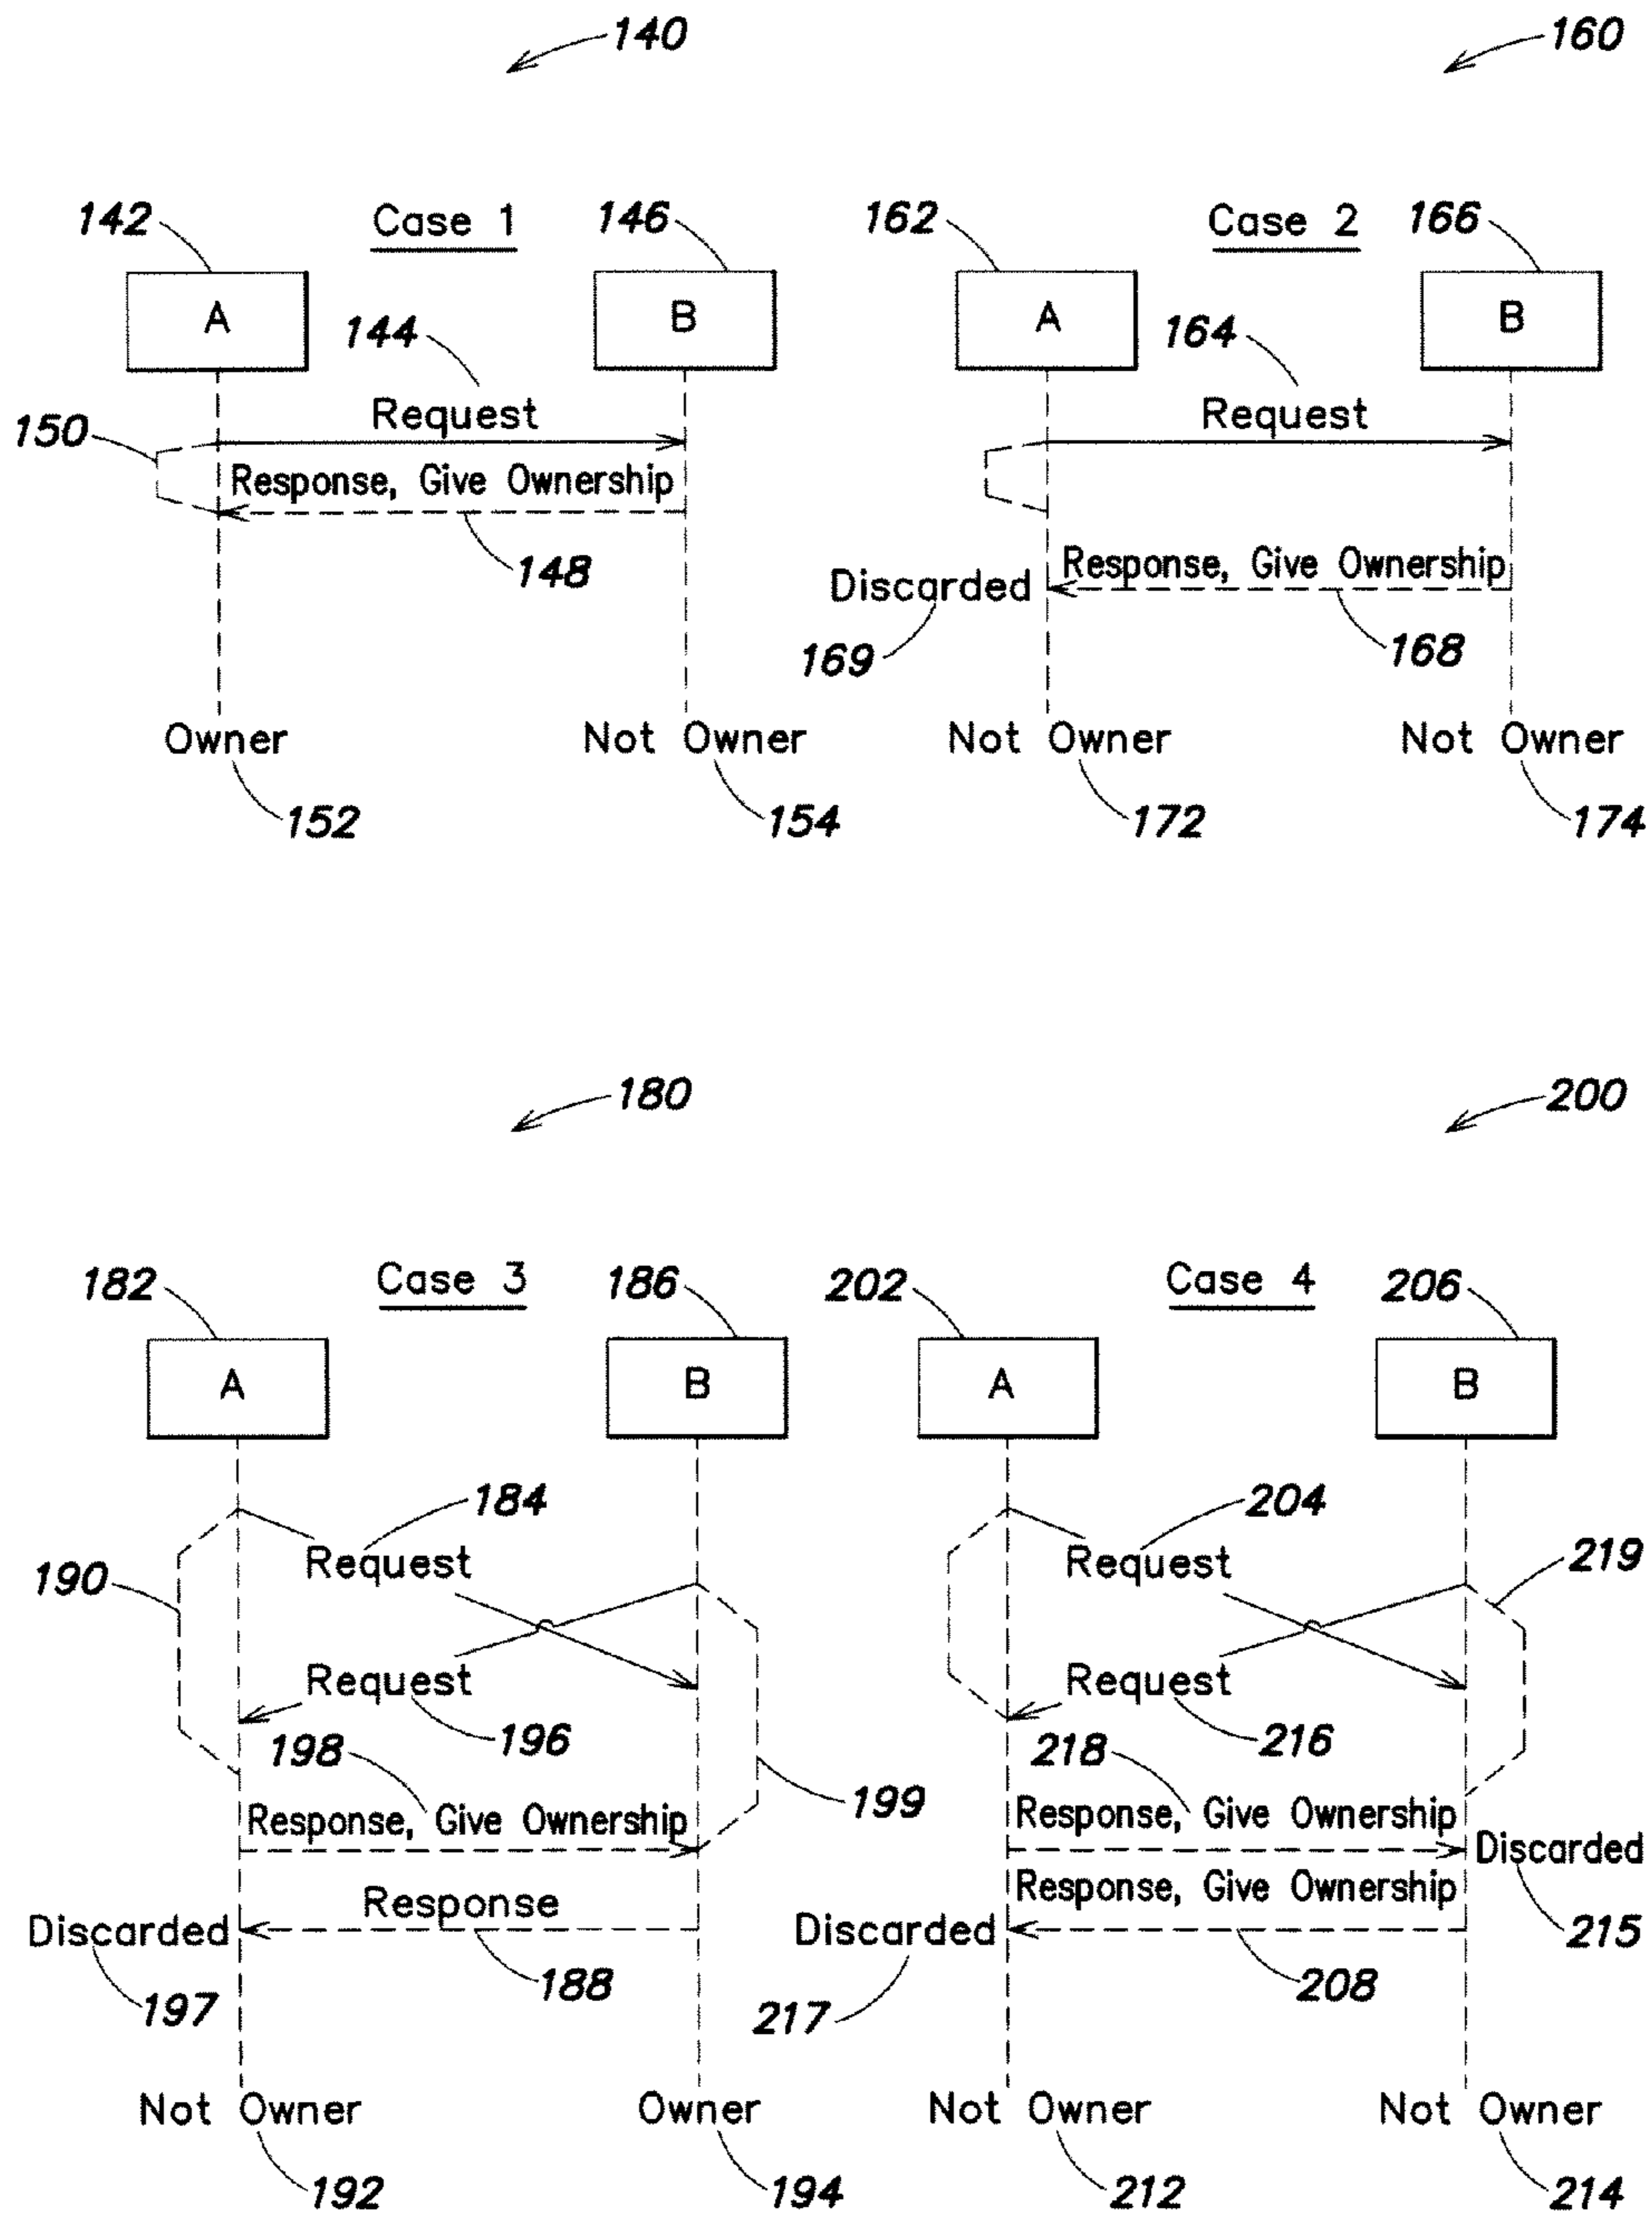 140
160
142 Case 1 146 162 Case 2 166
A B A B
144 164
Request Request
150
Response, Give Ownership
148 Discarded Response, Give Ownership
169 168
Owner Not Owner Not Owner Not Owner
152 154 172 174
180 200
182 Case 3 186 202 Case 4 206
A B A B
184 204
190 Request Request 219
Request Request
198 196 218 216
199
Response, Give Ownership Response, Give Ownership
Discarded
Response Response, Give Ownership
Discarded Discarded 215
197 188 217 208
Not Owner Owner Not Owner Not Owner
192 194 212 214